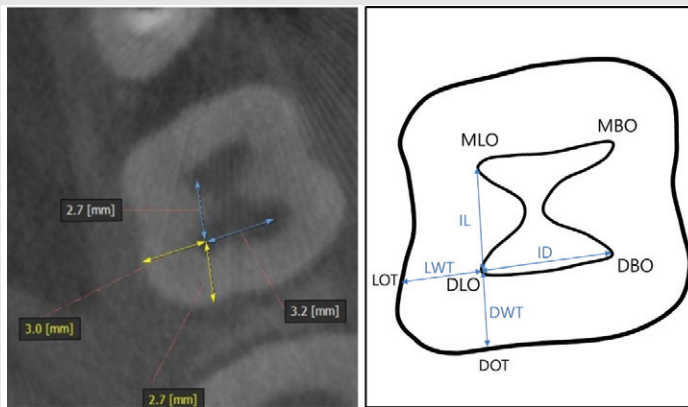 2.7 [mm]
3.0 [mm]
3.2 [mm]
2.7 [mm]
MLO
MBO
IL
ID
LWT
LOT
DLO
DBO
DWT
DOT